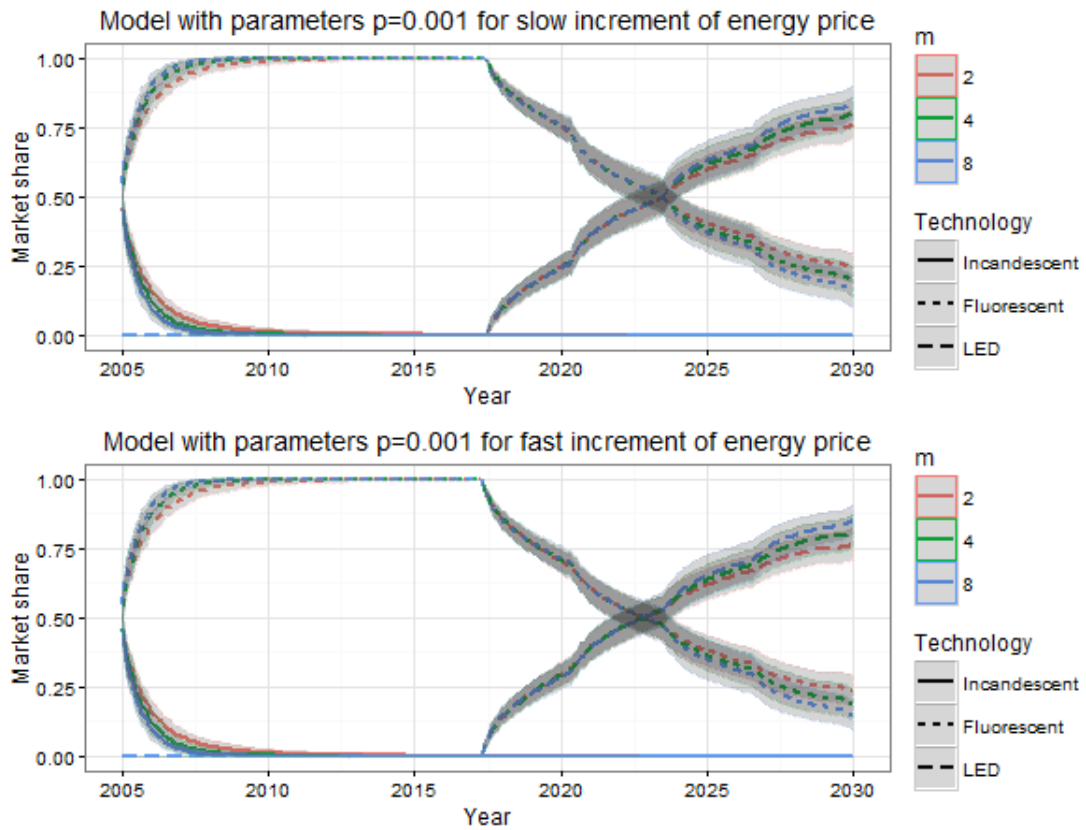 Model with parameters p=0.001 for slow increment of energy price
1.00
0.75
0.50
0.25
0.00
Market share
2005 2010 2015 2020 2025 2030
Year
m
2
4
8
Technology
Incandescent
Fluorescent
LED
Model with parameters p=0.001 for fast increment of energy price
1.00
0.75
0.50
0.25
0.00
Market share
2005 2010 2015 2020 2025 2030
Year
m
2
4
8
Technology
Incandescent
Fluorescent
LED